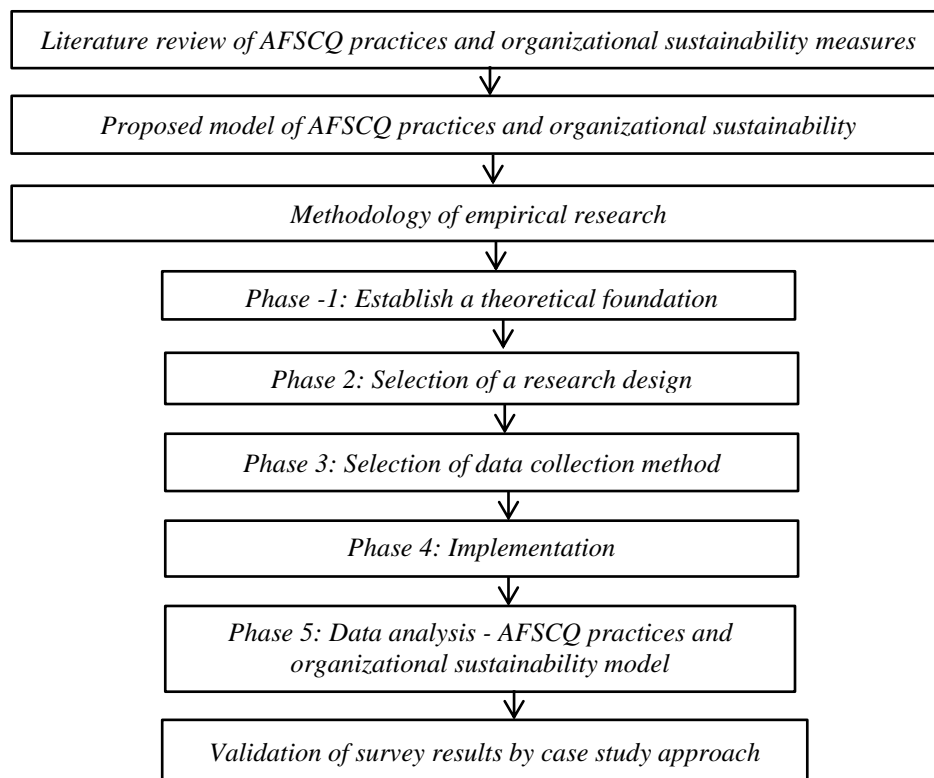 Literature review of AFSCQ practices and organizational sustainability measures
Proposed model of AFSCQ practices and organizational sustainability
Methodology of empirical research
Phase -1: Establish a theoretical foundation
Phase 2: Selection of a research design
Phase 3: Selection of data collection method
Phase 4: Implementation
Phase 5: Data analysis - AFSCQ practices and
organizational sustainability model
Validation of survey results by case study approach